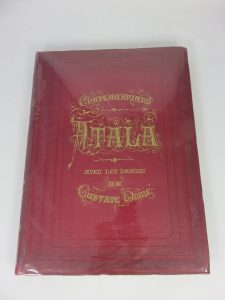 CHATEAUBRIAND
ATALA
AVEC LES DESSINS
DE
GUSTAVE DORÉ